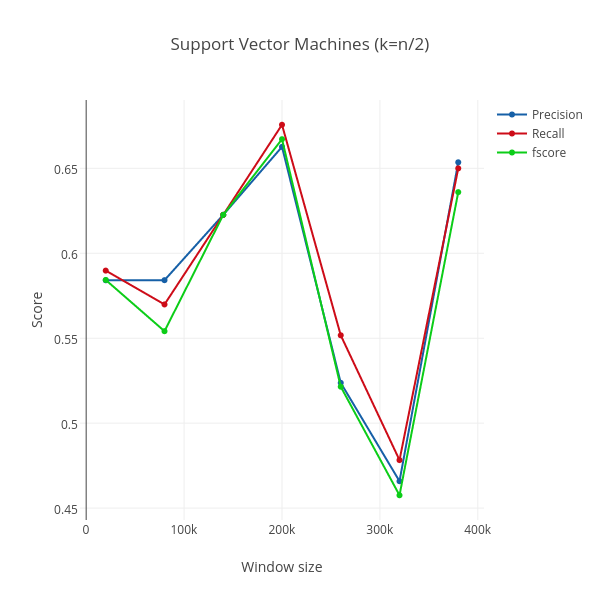 Support Vector Machines (k=n/2)
Precision
Recall
fscore
0.65
0.6
0.55
0.5
0.45
Score
0
100k
200k
300k
400k
Window size